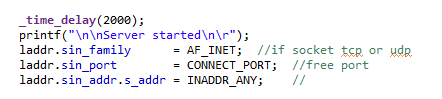 _time_delay(2000);
printf("\n\nServer started\n\r");
laddr.sin_family      = AF_INET;  //if socket tcp or udp
laddr.sin_port        = CONNECT_PORT;  //free port
laddr.sin_addr.s_addr = INADDR_ANY;     //